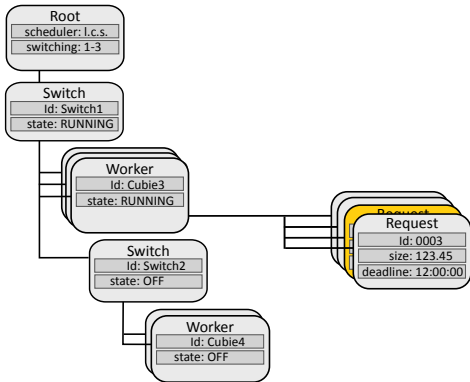 Root
scheduler: l.c.s.
switching: 1-3
Switch
Id: Switch1
state: RUNNING
Worker
Id: Cubie3
state: RUNNING
Request
Request
Id: 0003
size: 123.45
deadline: 12:00:00
Switch
Id: Switch2
state: OFF
Worker
Id: Cubie4
state: OFF